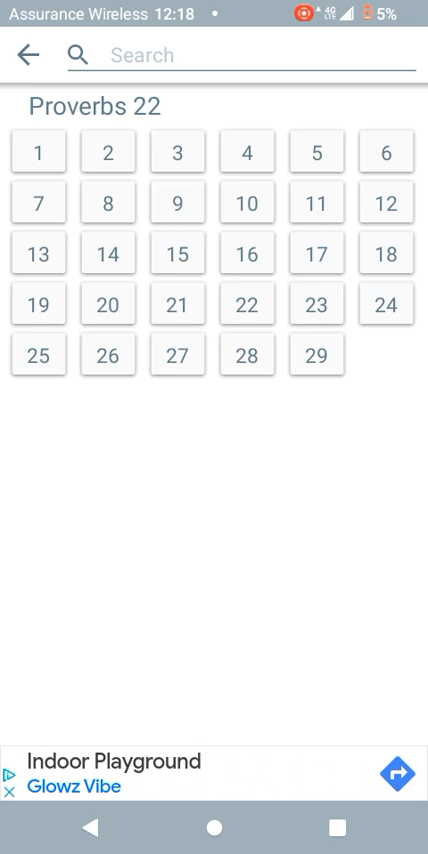 Assurance Wireless 12:18 4G LTE 5%
Search
Proverbs 22
1 2 3 4 5 6
7 8 9 10 11 12
13 14 15 16 17 18
19 20 21 22 23 24
25 26 27 28 29
Indoor Playground
Glowz Vibe